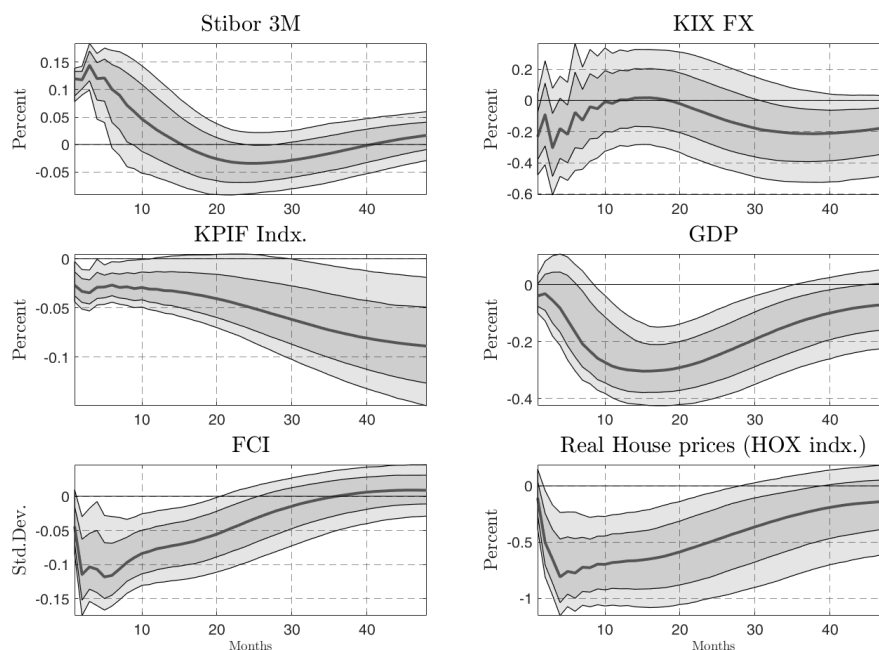 Stibor 3M
Percent
0.15
0.1
0.05
0
-0.05
10 20 30 40
KIX FX
Percent
0.2
0
-0.2
-0.4
-0.6
10 20 30 40
KPIF Indx.
Percent
0
-0.05
-0.1
10 20 30 40
GDP
Percent
0
-0.2
-0.4
10 20 30 40
FCI
Std.Dev.
0
-0.05
-0.1
-0.15
10 20 30 40
Months
Real House prices (HOX indx.)
Percent
0
-0.5
-1
10 20 30 40
Months